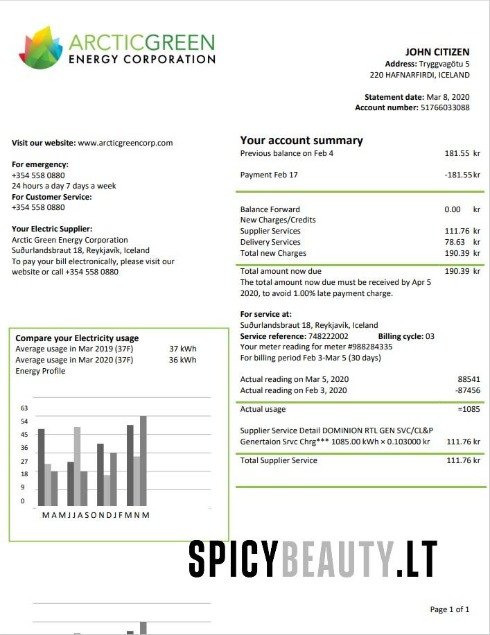 ARCTICGREEN
ENERGY CORPORATION
JOHN CITIZEN
Address: Tryggvagötu 5
220 HAFNARFIRDI, ICELAND
Statement date: Mar 8, 2020
Account number: 51766033088
Visit our website: www.arcticgreencorp.com
For emergency:
+354 558 0880
24 hours a day 7 days a week
For Customer Service:
+354 558 0880
Your Electric Supplier:
Arctic Green Energy Corporation
Suðurlandsbraut 18, Reykjavik, Iceland
To pay your bill electronically, please visit our
website or call +354 558 0880
Your account summary
Previous balance on Feb 4 181.55 kr
Payment Feb 17 -181.55kr
Balance Forward 0.00 kr
New Charges/Credits
Supplier Services 111.76 kr
Delivery Services 78.63 kr
Total new Charges 190.39 kr
Total amount now due 190.39 kr
The total amount now due must be received by Apr 5
2020, to avoid 1.00% late payment charge.
For service at:
Suðurlandsbraut 18, Reykjavik, Iceland
Service reference: 748222002 Billing cycle: 03
Your meter reading for meter #988284335
For billing period Feb 3-Mar 5 (30 days)
Actual reading on Mar 5, 2020 88541
Actual reading on Feb 3, 2020 -87456
Actual usage =1085
Supplier Service Detail DOMINION RTL GEN SVC/CL&P
Genertaion Srvc Chrg*** 1085.00 kWh × 0.103000 kr 111.76 kr
Total Supplier Service 111.76 kr
Compare your Electricity usage
Average usage in Mar 2019 (37F) 37 kWh
Average usage in Mar 2020 (37F) 36 kWh
Energy Profile
63
54
45
36
27
18
9
0
M A M J J A S O N D J F M N M
SPICYBEAUTY.LT
Page 1 of 1